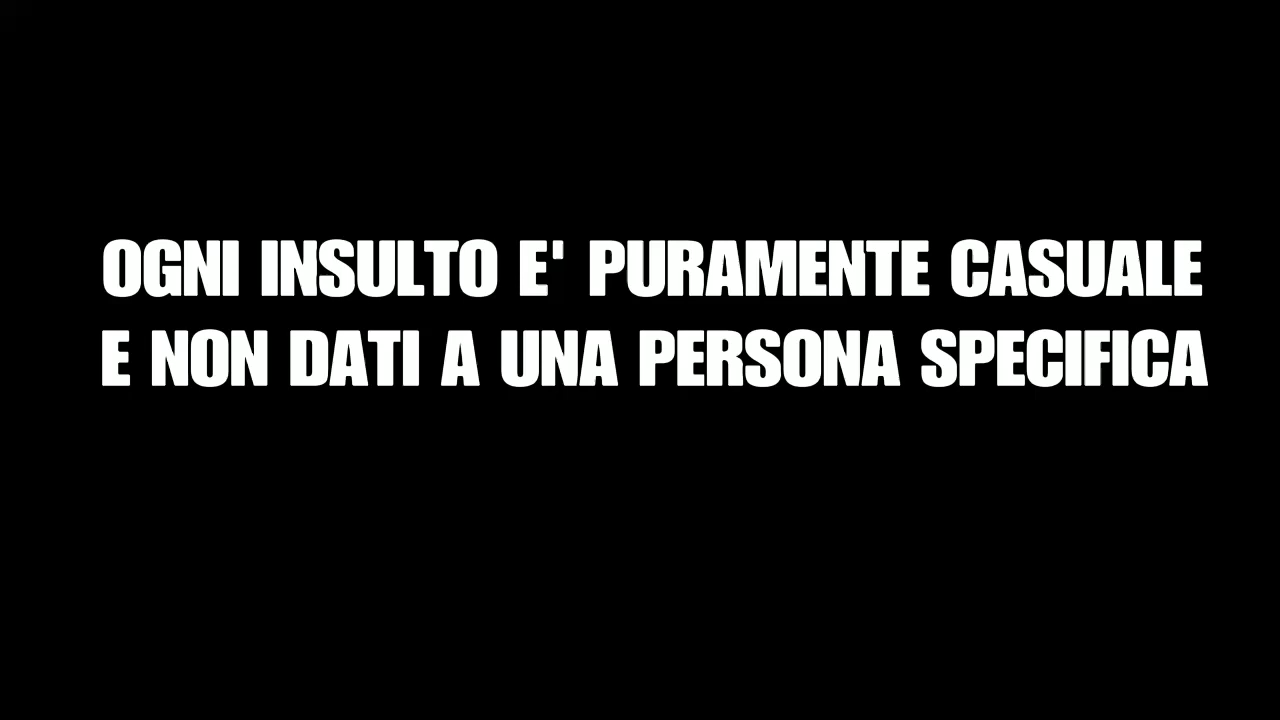 OGNI INSULTO E' PURAMENTE CASUALE
E NON DATI A UNA PERSONA SPECIFICA